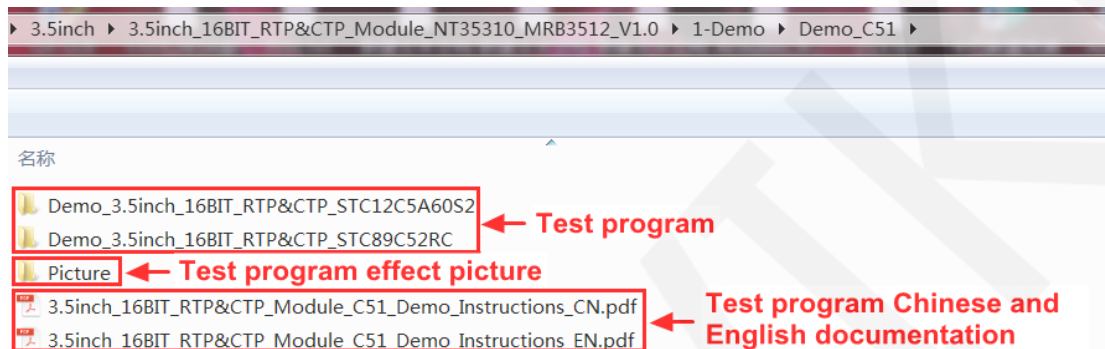 3.5inch ▸ 3.5inch_16BIT_RTP&CTP_Module_NT35310_MRB3512_V1.0 ▸ 1-Demo ▸ Demo_C51 ▸
名称
Demo_3.5inch_16BIT_RTP&CTP_STC12C5A60S2
Test program
Demo_3.5inch_16BIT_RTP&CTP_STC89C52RC
Picture
Test program effect picture
3.5inch_16BIT_RTP&CTP_Module_C51_Demo_Instructions_CN.pdf
3.5inch_16BIT_RTP&CTP_Module_C51_Demo_Instructions_EN.pdf
Test program Chinese and
English documentation